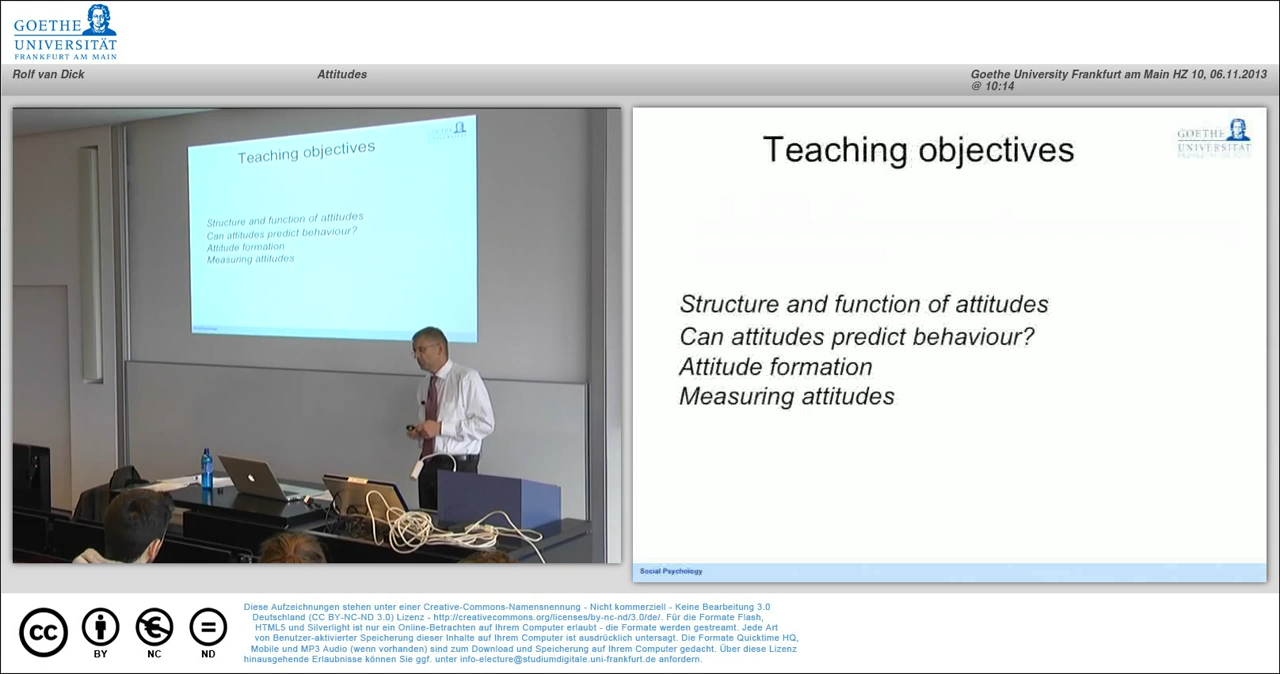 GOETHE
UNIVERSITÄT
FRANKFURT AM MAIN
Rolf van Dick
Attitudes
Goethe University Frankfurt am Main HZ 10, 06.11.2013
@ 10:14
GOETHE
UNIVERSITAT
Teaching objectives
Structure and function of attitudes
Can attitudes predict behaviour?
Attitude formation
Measuring attitudes
Teaching objectives
GOETHE
UNIVERSITAT
Structure and function of attitudes
Can attitudes predict behaviour?
Attitude formation
Measuring attitudes
Social Psychology
cc
BY
NC
ND
Diese Aufzeichnungen stehen unter einer Creative-Commons-Namensnennung - Nicht kommerziell - Keine Bearbeitung 3.0
Deutschland (CC BY-NC-ND 3.0) Lizenz - http://creativecommons.org/licenses/by-nc-nd/3.0/de/. Für die Formate Flash,
HTML5 und Silverlight ist nur ein Online-Betrachten auf Ihrem Computer erlaubt - die Formate werden gestreamt. Jede Art
von Benutzer-aktivierter Speicherung dieser Inhalte auf Ihrem Computer ist ausdrücklich untersagt. Die Formate Quicktime HQ,
Mobile und MP3 Audio (wenn vorhanden) sind zum Download und Speicherung auf Ihrem Computer gedacht. Über diese Lizenz
hinausgehende Erlaubnisse können Sie ggf. unter info-electure@studiumdigitale.uni-frankfurt.de anfordern.